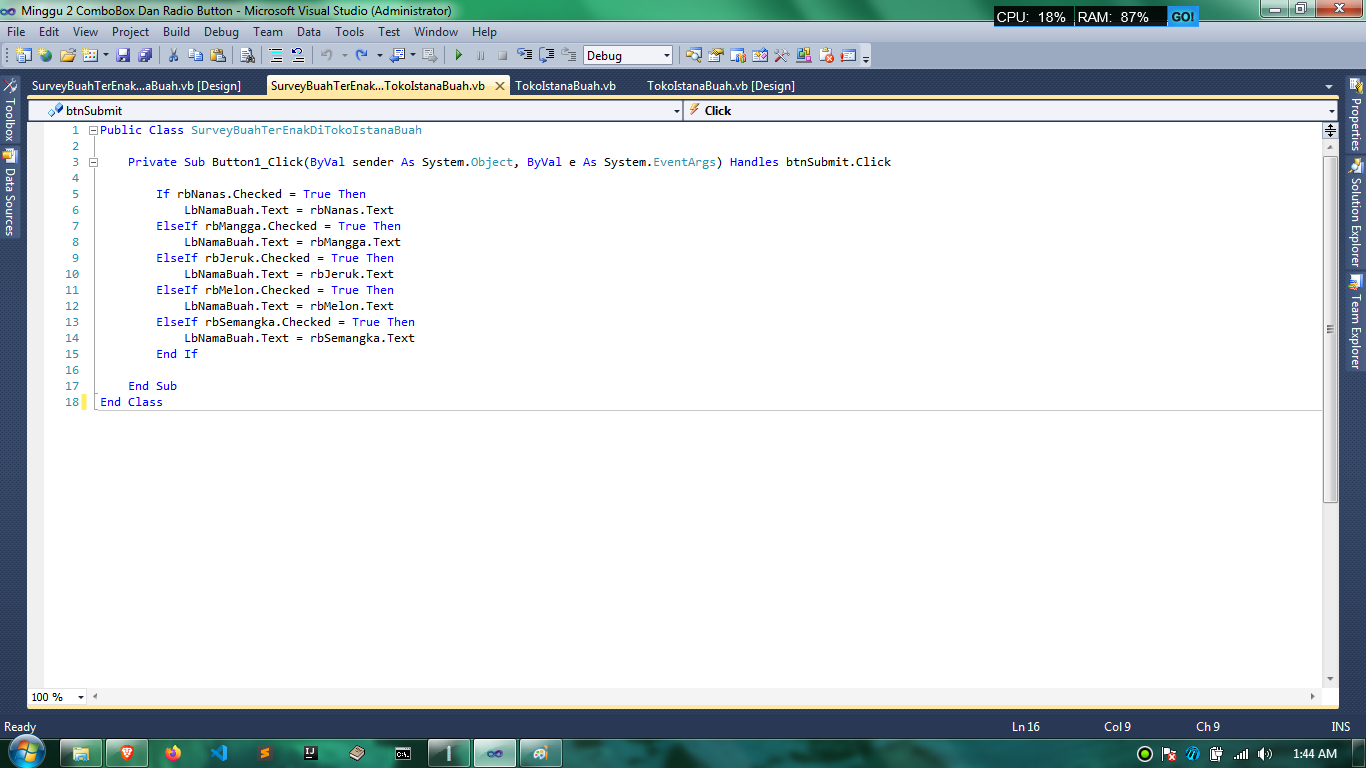 Minggu 2 ComboBox Dan Radio Button - Microsoft Visual Studio (Administrator)
CPU: 18% RAM: 87% GO!
File Edit View Project Build Debug Team Data Tools Test Window Help
Debug
SurveyBuahTerEnak...aBuah.vb [Design] SurveyBuahTerEnak...TokoIstanaBuah.vb TokoIstanaBuah.vb TokoIstanaBuah.vb [Design]
btnSubmit Click
Toolbox
Data Sources
1 Public Class SurveyBuahTerEnakDiTokoIstanaBuah
2
3 Private Sub Button1_Click(ByVal sender As System.Object, ByVal e As System.EventArgs) Handles btnSubmit.Click
4
5 If rbNanas.Checked = True Then
6 LbNamaBuah.Text = rbNanas.Text
7 ElseIf rbMangga.Checked = True Then
8 LbNamaBuah.Text = rbMangga.Text
9 ElseIf rbJeruk.Checked = True Then
10 LbNamaBuah.Text = rbJeruk.Text
11 ElseIf rbMelon.Checked = True Then
12 LbNamaBuah.Text = rbMelon.Text
13 ElseIf rbSemangka.Checked = True Then
14 LbNamaBuah.Text = rbSemangka.Text
15 End If
16
17 End Sub
18 End Class
Properties
Solution Explorer
Team Explorer
100 %
Ready Ln 16 Col 9 Ch 9 INS
1:44 AM